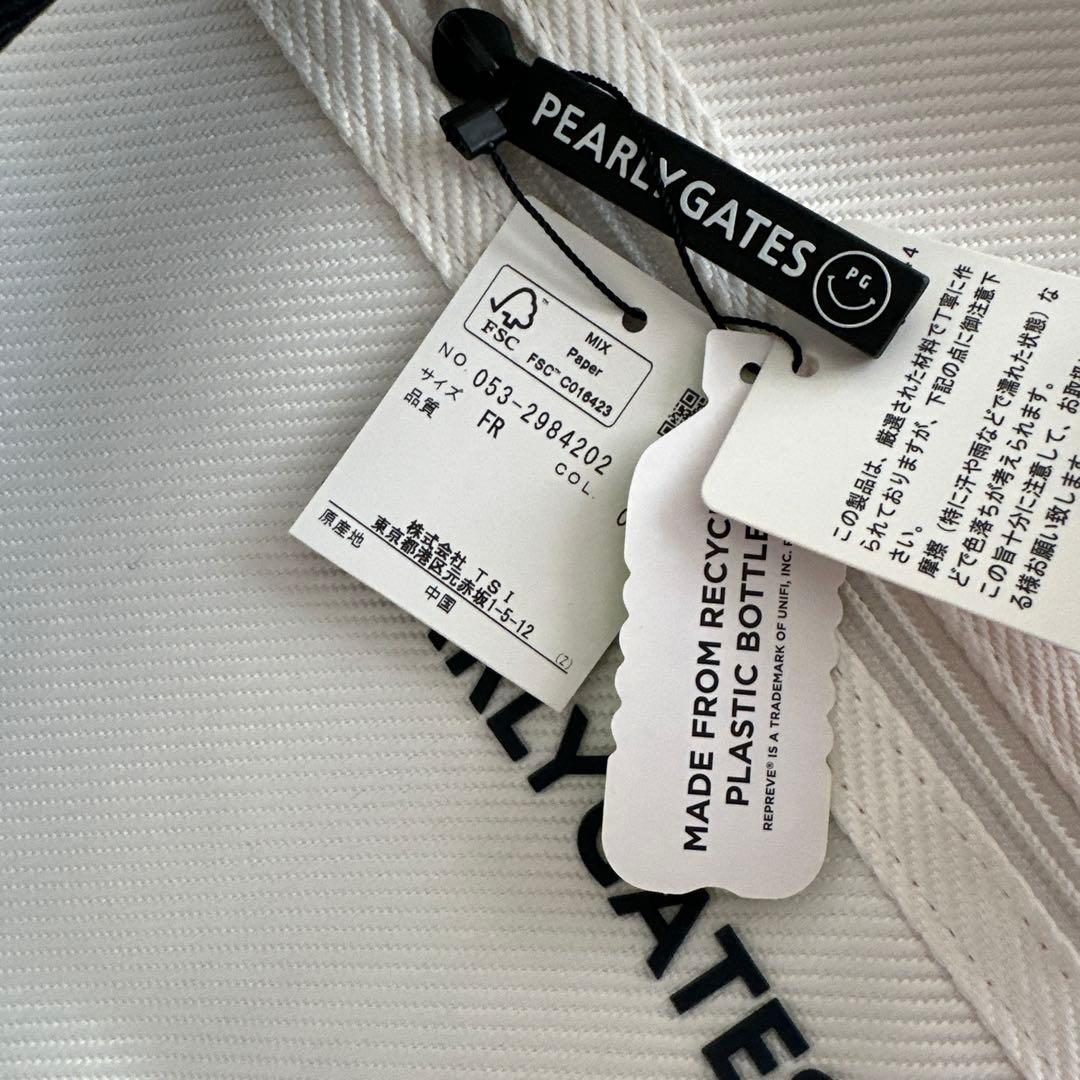 PEARLY GATES
PG
FSC™
MIX
Paper
FSC™ C016423
NO. 053-2984202
サイズ FR
品質
COL.
株式会社 TSI
東京都港区元赤坂1-5-12
原産地 中国
(Z)
MADE FROM
PLASTIC
REPREVE® IS A TRADEMARK OF UNIFI, INC.
この製品は、厳選された材料で丁寧に作
られておりますが、下記の点に御注意下
さい。
摩擦（特に汗や雨などで濡れた状態）な
どで色落ちが考えられます。
この旨十分に注意して、お取扱
る様お願い致します
GATES